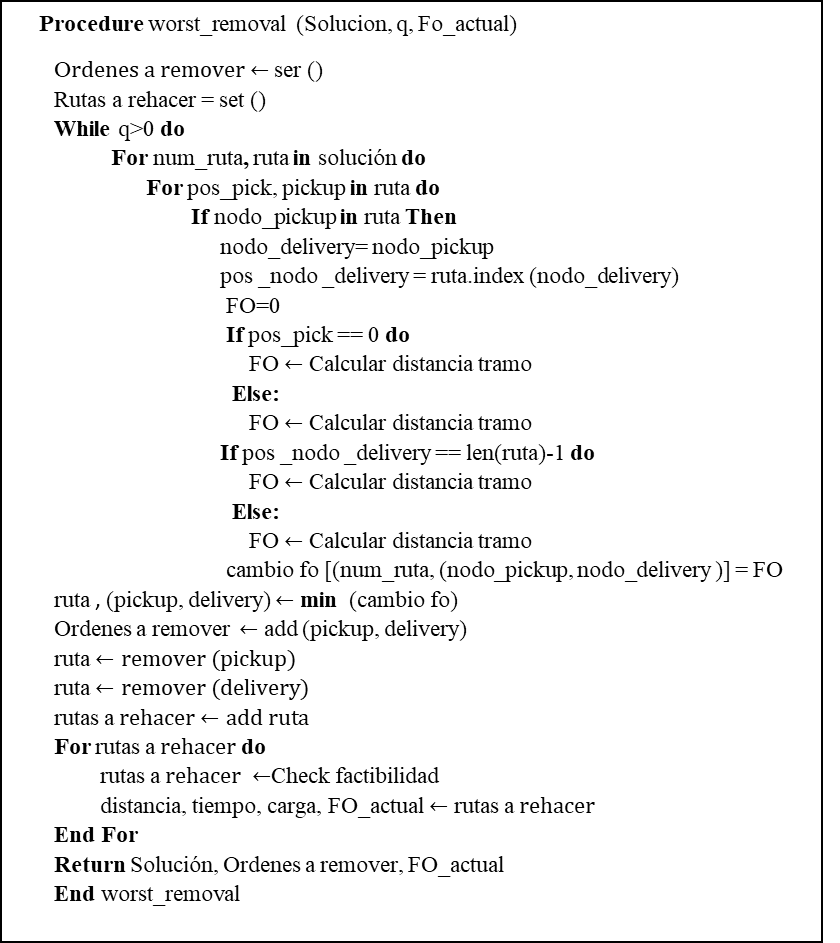 Procedure worst_removal (Solucion, q, Fo_actual)
Ordenes a remover ← ser ()
Rutas a rehacer = set ()
While q>0 do
For num_ruta, ruta in solución do
For pos_pick, pickup in ruta do
If nodo_pickup in ruta Then
nodo_delivery= nodo_pickup
pos _nodo _delivery = ruta.index (nodo_delivery)
FO=0
If pos_pick == 0 do
FO ← Calcular distancia tramo
Else:
FO ← Calcular distancia tramo
If pos _nodo _delivery == len(ruta)-1 do
FO ← Calcular distancia tramo
Else:
FO ← Calcular distancia tramo
cambio fo [(num_ruta, (nodo_pickup, nodo_delivery )] = FO
ruta , (pickup, delivery) ← min (cambio fo)
Ordenes a remover ← add (pickup, delivery)
ruta ← remover (pickup)
ruta ← remover (delivery)
rutas a rehacer ← add ruta
For rutas a rehacer do
rutas a rehacer ←Check factibilidad
distancia, tiempo, carga, FO_actual ← rutas a rehacer
End For
Return Solución, Ordenes a remover, FO_actual
End worst_removal